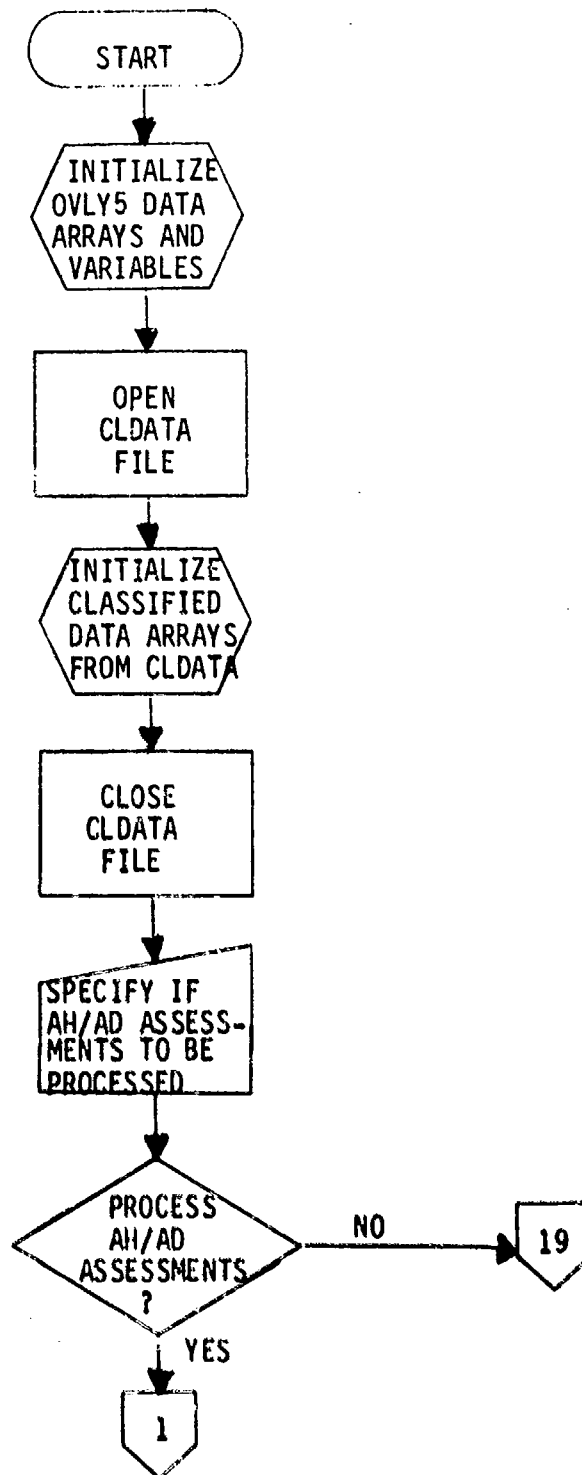 START
INITIALIZE
OVLY5 DATA
ARRAYS AND
VARIABLES
OPEN
CLDATA
FILE
INITIALIZE
CLASSIFIED
DATA ARRAYS
FROM CLDATA
CLOSE
CLDATA
FILE
SPECIFY IF
AH/AD ASSESS-
MENTS TO BE
PROCESSED
PROCESS
AH/AD
ASSESSMENTS
?
NO
19
YES
1